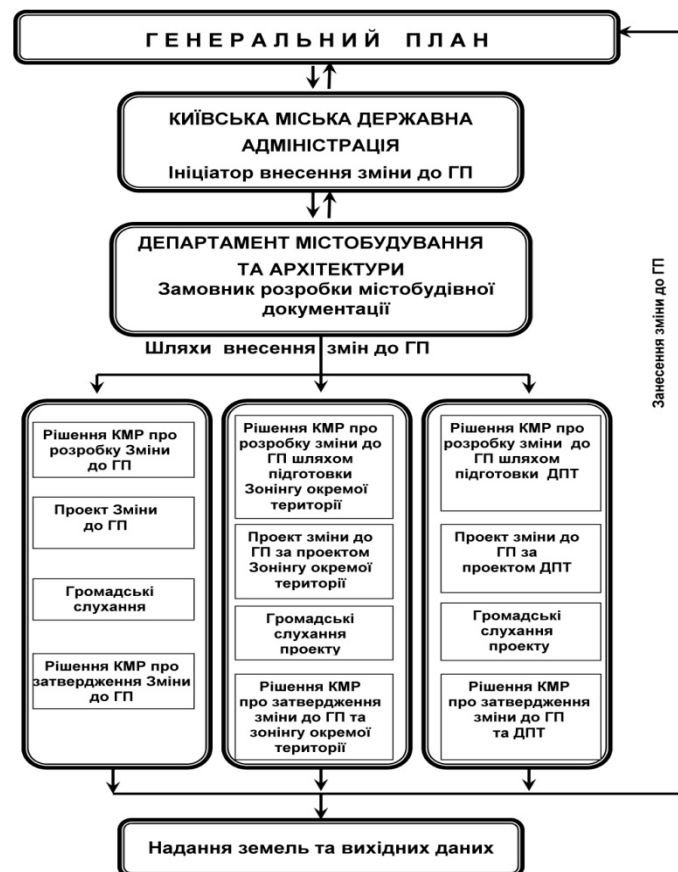 ГЕНЕРАЛЬНИЙ ПЛАН
КИЇВСЬКА МІСЬКА ДЕРЖАВНА
АДМІНІСТРАЦІЯ
Ініціатор внесення зміни до ГП
ДЕПАРТАМЕНТ МІСТОБУДУВАННЯ
ТА АРХІТЕКТУРИ
Замовник розробки містобудівної
документації
Шляхи внесення змін до ГП
Рішення КМР про
розробку Зміни
до ГП
Проект Зміни
до ГП
Громадські
слухання
Рішення КМР про
затвердження Зміни
до ГП
Рішення КМР про
розробку зміни до
ГП шляхом
підготовки
Зонінгу окремої
території
Проект зміни до
ГП за проектом
Зонінгу окремої
території
Громадські
слухання
проекту
Рішення КМР
про затвердження
зміни до ГП та
зонінгу окремої
території
Рішення КМР про
розробку зміни до
ГП шляхом
підготовки ДПТ
Проект зміни до
ГП за
проектом ДПТ
Громадські
слухання
проекту
Рішення КМР
про затвердження
зміни до ГП
та ДПТ
Занесення зміни до ГП
Надання земель та вихідних даних